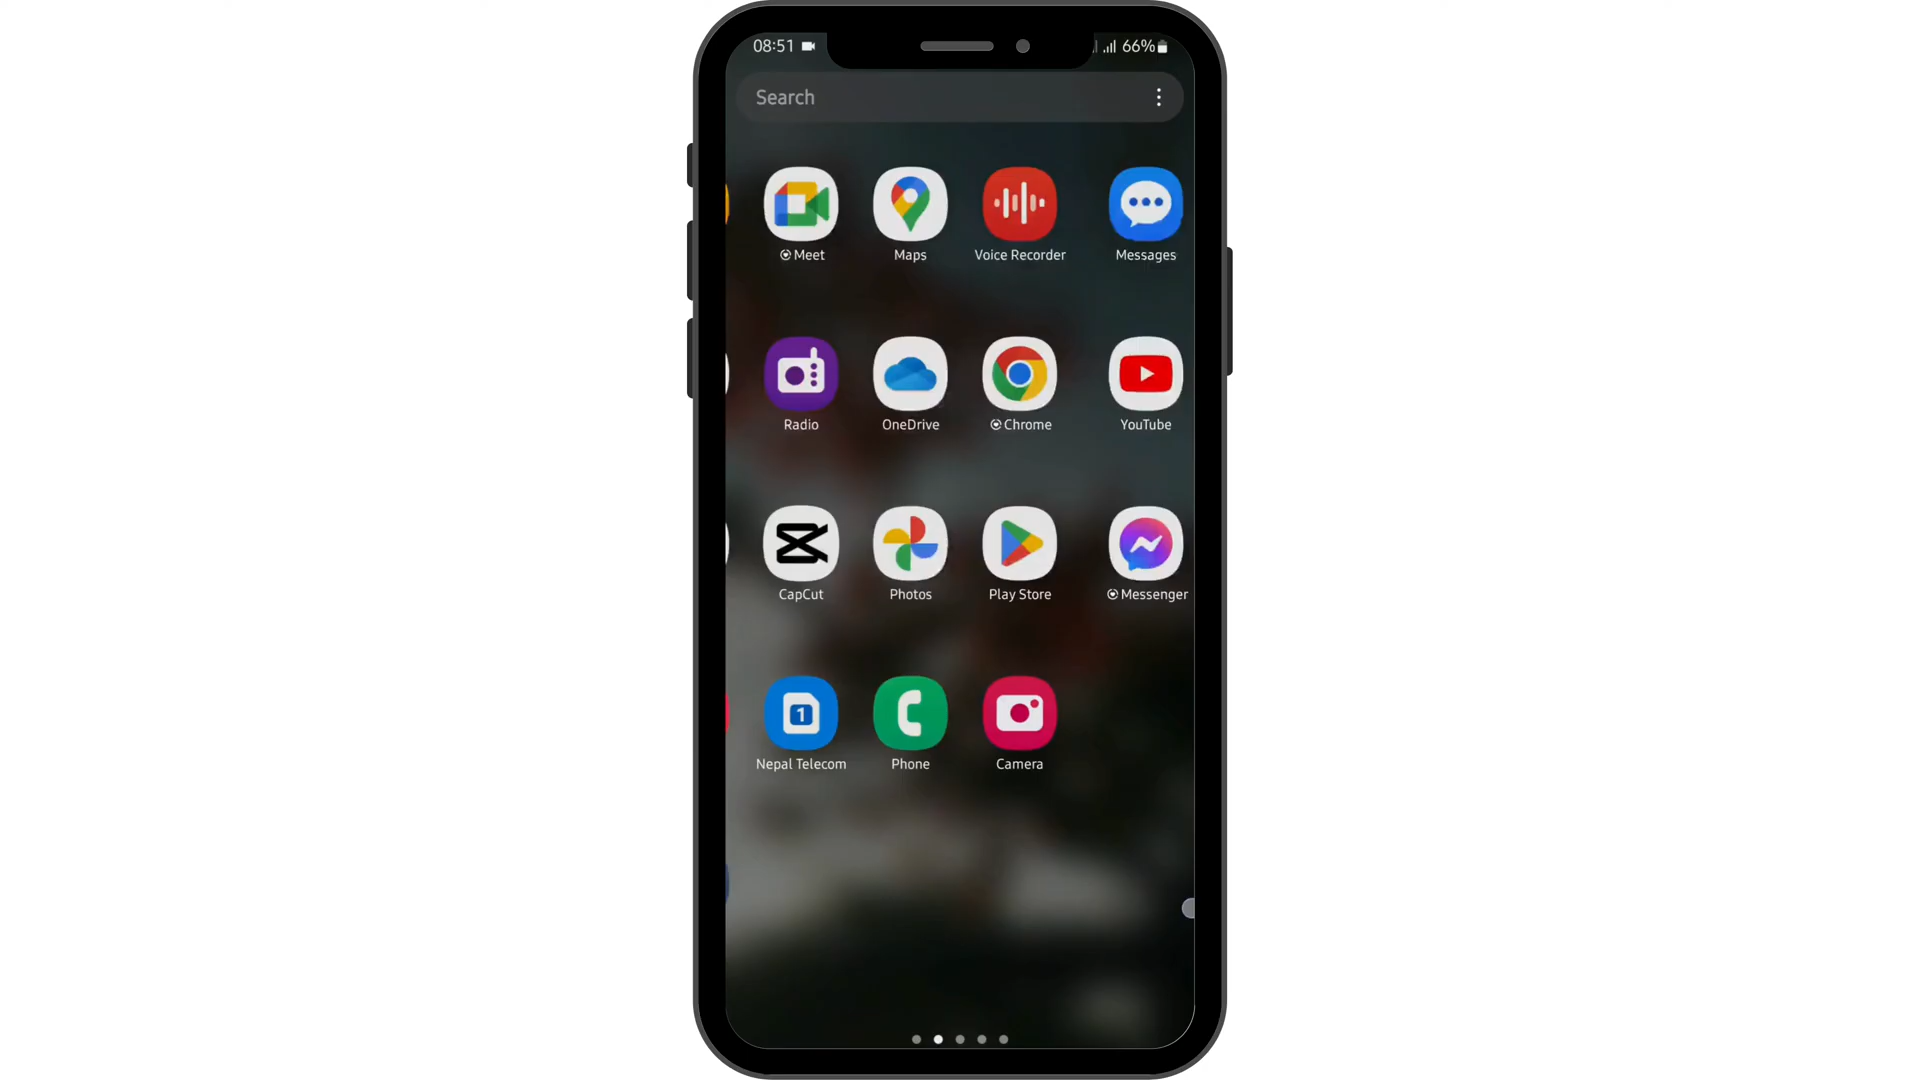 08:51
66%
Search
Meet
Maps
Voice Recorder
Messages
Radio
OneDrive
Chrome
YouTube
CapCut
Photos
Play Store
Messenger
1
Nepal Telecom
Phone
Camera